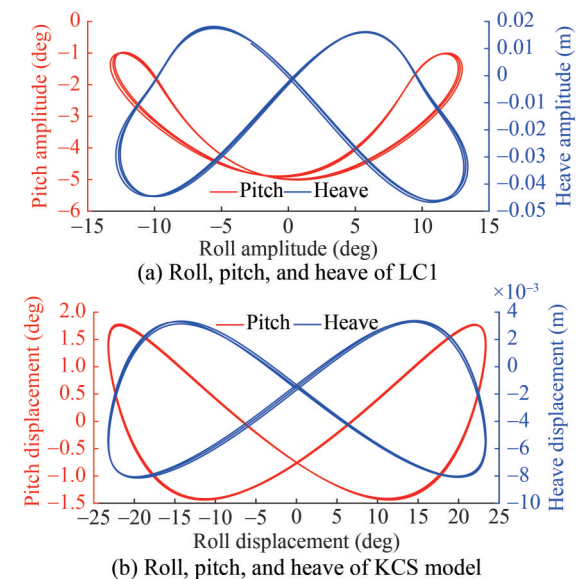 0
−1
−2
−3
−4
−5
−6
Pitch amplitude (deg)
0.02
0.01
0
−0.01
−0.02
−0.03
−0.04
0.05
Heave amplitude (m)
Pitch Heave
−15 −10 −5 0 5 10 15
Roll amplitude (deg)
(a) Roll, pitch, and heave of LC1
2.0
1.5
1.0
0.5
0
−0.5
−1.0
−1.5
Pitch displacement (deg)
×10−3
4
2
0
−2
−4
−6
−8
−10
Heave displacement (m)
Pitch Heave
−25 −20 −15 −10 −5 0 5 10 15 20 25
Roll displacement (deg)
(b) Roll, pitch, and heave of KCS model